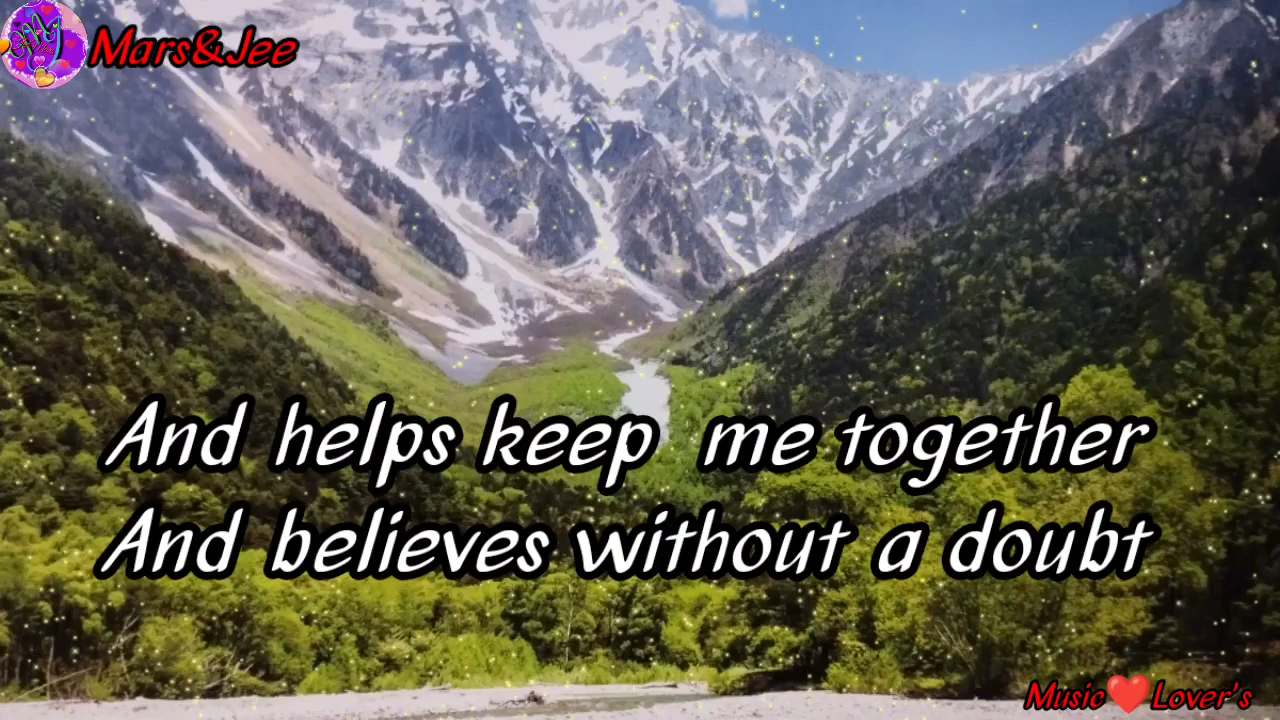 Mars&Jee
And helps keep me together
And believes without a doubt
Music❤️Lover's